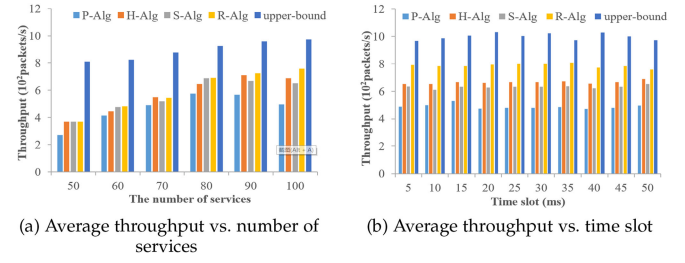 P-Alg H-Alg S-Alg R-Alg upper-bound
12
10
8
6
4
2
0
Throughput (10²packets/s)
50 60 70 80 90 100
The number of services
(a) Average throughput vs. number of
services
P-Alg H-Alg S-Alg R-Alg upper-bound
12
10
8
6
4
2
0
Throughput (10²packets/s)
5 10 15 20 25 30 35 40 45 50
Time slot (ms)
(b) Average throughput vs. time slot